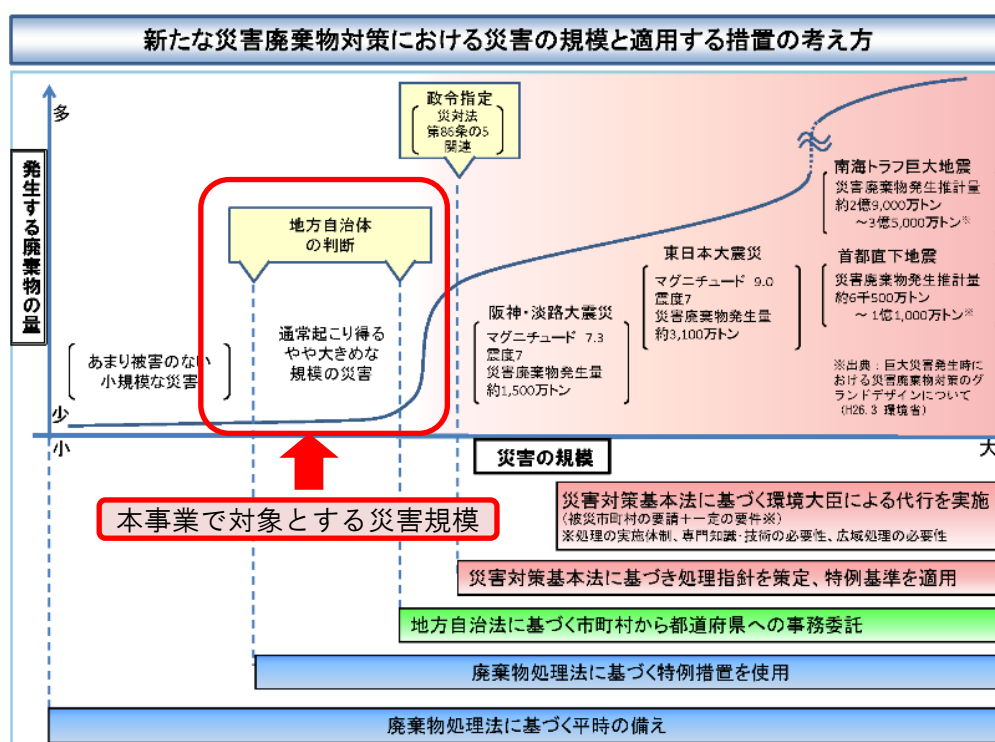 新たな災害廃棄物対策における災害の規模と適用する措置の考え方
多
発生する廃棄物の量
少
小
政令指定
災対法
第86条の5
関連
地方自治体
の判断
あまり被害のない
小規模な災害
通常起こり得る
やや大きめな
規模の災害
阪神・淡路大震災
マグニチュード 7.3
震度7
災害廃棄物発生量
約1,500万トン
東日本大震災
マグニチュード 9.0
震度7
災害廃棄物発生量
約3,100万トン
南海トラフ巨大地震
災害廃棄物発生推計量
約2億9,000万トン
～3億5,000万トン※
首都直下地震
災害廃棄物発生推計量
約6千500万トン
～ 1億1,000万トン※
※出典：巨大災害発生時に
おける災害廃棄物対策のグ
ランドデザインについて
（H26.3 環境省）
災害の規模
大
本事業で対象とする災害規模
災害対策基本法に基づく環境大臣による代行を実施
（被災市町村の要請＋一定の要件※）
※処理の実施体制、専門知識・技術の必要性、広域処理の必要性
災害対策基本法に基づき処理指針を策定、特例基準を適用
地方自治法に基づく市町村から都道府県への事務委託
廃棄物処理法に基づく特例措置を使用
廃棄物処理法に基づく平時の備え